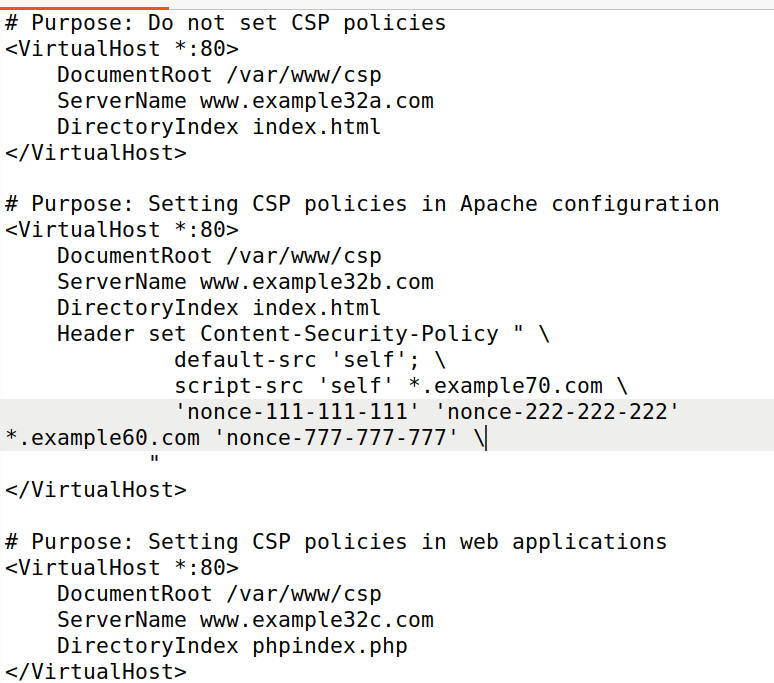 # Purpose: Do not set CSP policies
<VirtualHost *:80>
    DocumentRoot /var/www/csp
    ServerName www.example32a.com
    DirectoryIndex index.html
</VirtualHost>

# Purpose: Setting CSP policies in Apache configuration
<VirtualHost *:80>
    DocumentRoot /var/www/csp
    ServerName www.example32b.com
    DirectoryIndex index.html
    Header set Content-Security-Policy " \
             default-src 'self'; \
             script-src 'self' *.example70.com \
             'nonce-111-111-111' 'nonce-222-222-222'
*.example60.com 'nonce-777-777-777' \
           "
</VirtualHost>

# Purpose: Setting CSP policies in web applications
<VirtualHost *:80>
    DocumentRoot /var/www/csp
    ServerName www.example32c.com
    DirectoryIndex phpindex.php
</VirtualHost>